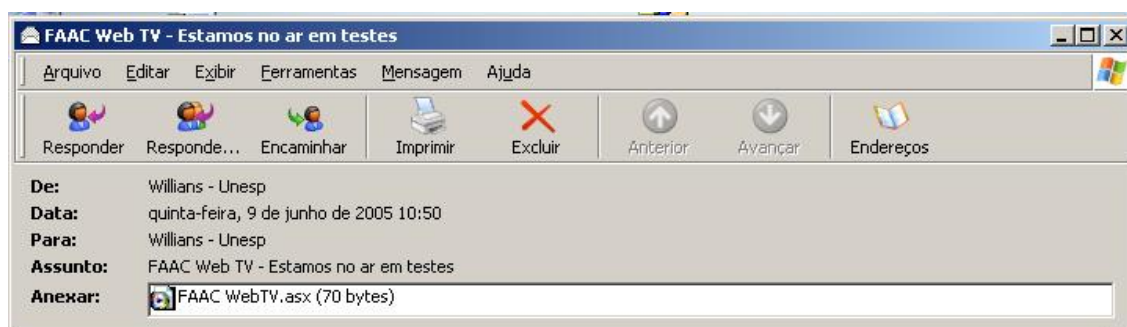 FAAC Web TV - Estamos no ar em testes
Arquivo Editar Exibir Ferramentas Mensagem Ajuda
Responder Responde... Encaminhar Imprimir Excluir Anterior Avançar Endereços
De: Willians - Unesp
Data: quinta-feira, 9 de junho de 2005 10:50
Para: Willians - Unesp
Assunto: FAAC Web TV - Estamos no ar em testes
Anexar: FAAC WebTV.asx (70 bytes)